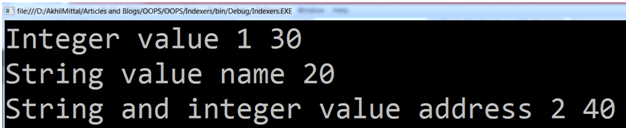 file:///D:/AkhilMittal/Articles and Blogs/OOPS/OOPS/Indexers/bin/Debug/Indexers.EXE
Integer value 1 30
String value name 20
String and integer value address 2 40